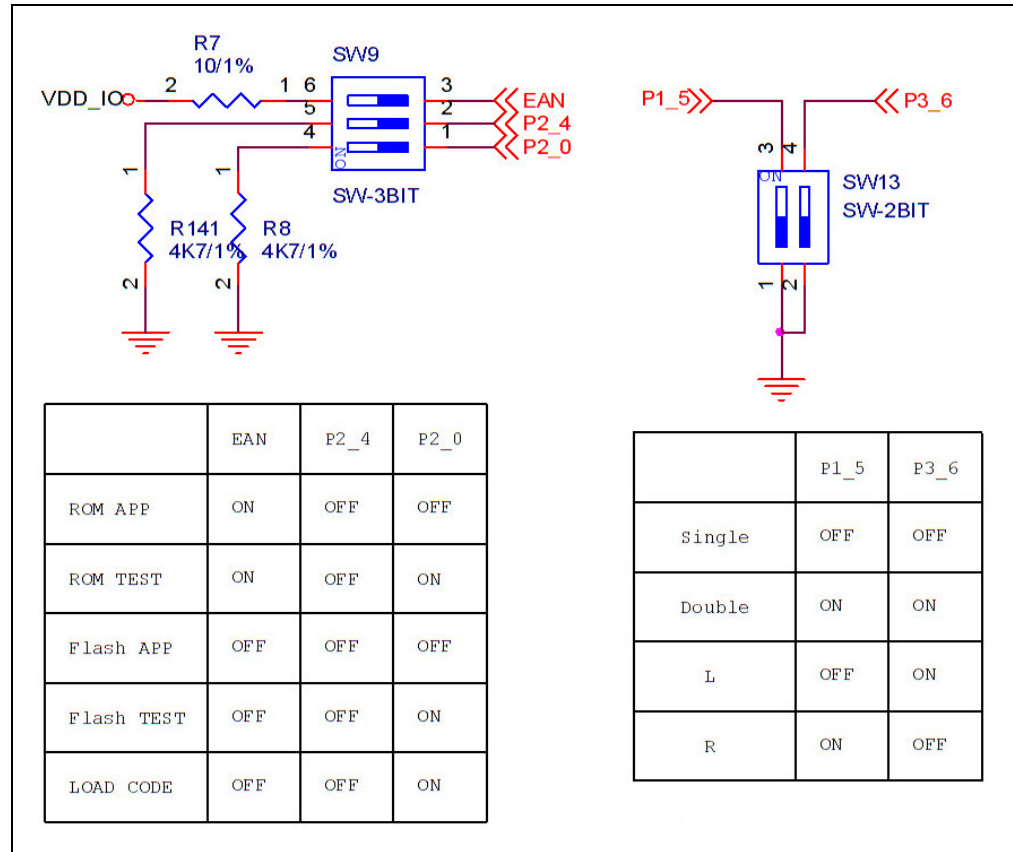 R7
10/1%
SW9
VDD_IO
2
1
6
5
4
3
2
1
EAN
P2_4
P2_0
ON
SW-3BIT
1
1
R141
4K7/1%
R8
4K7/1%
2
2
P1_5
P3_6
3
4
ON
SW13
SW-2BIT
1
2
EAN P2_4 P2_0
ROM APP ON OFF OFF
ROM TEST ON OFF ON
Flash APP OFF OFF OFF
Flash TEST OFF OFF ON
LOAD CODE OFF OFF ON
P1_5 P3_6
Single OFF OFF
Double ON ON
L OFF ON
R ON OFF